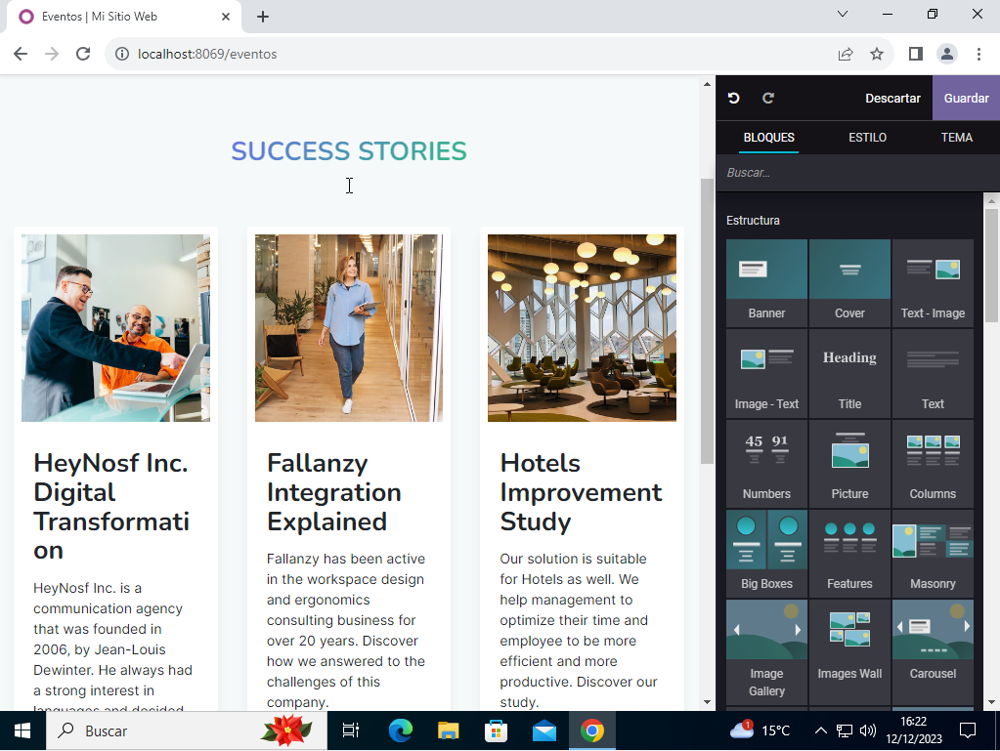 Eventos | Mi Sitio Web
localhost:8069/eventos
Descartar
Guardar
BLOQUES
ESTILO
TEMA
Buscar...
SUCCESS STORIES
HeyNosf Inc.
Digital
Transformati
on
HeyNosf Inc. is a
communication agency
that was founded in
2006, by Jean-Louis
Dewinter. He always had
a strong interest in
languages and decided
Fallanzy
Integration
Explained
Fallanzy has been active
in the workspace design
and ergonomics
consulting business for
over 20 years. Discover
how we answered to the
challenges of this
company.
Hotels
Improvement
Study
Our solution is suitable
for Hotels as well. We
help management to
optimize their time and
employee to be more
efficient and more
productive. Discover our
study.
Estructura
Banner
Cover
Text - Image
Heading
Image - Text
Title
Text
45 91
Numbers
Picture
Columns
Big Boxes
Features
Masonry
Image
Gallery
Images Wall
Carousel
Buscar
1
15°C
16:22
12/12/2023